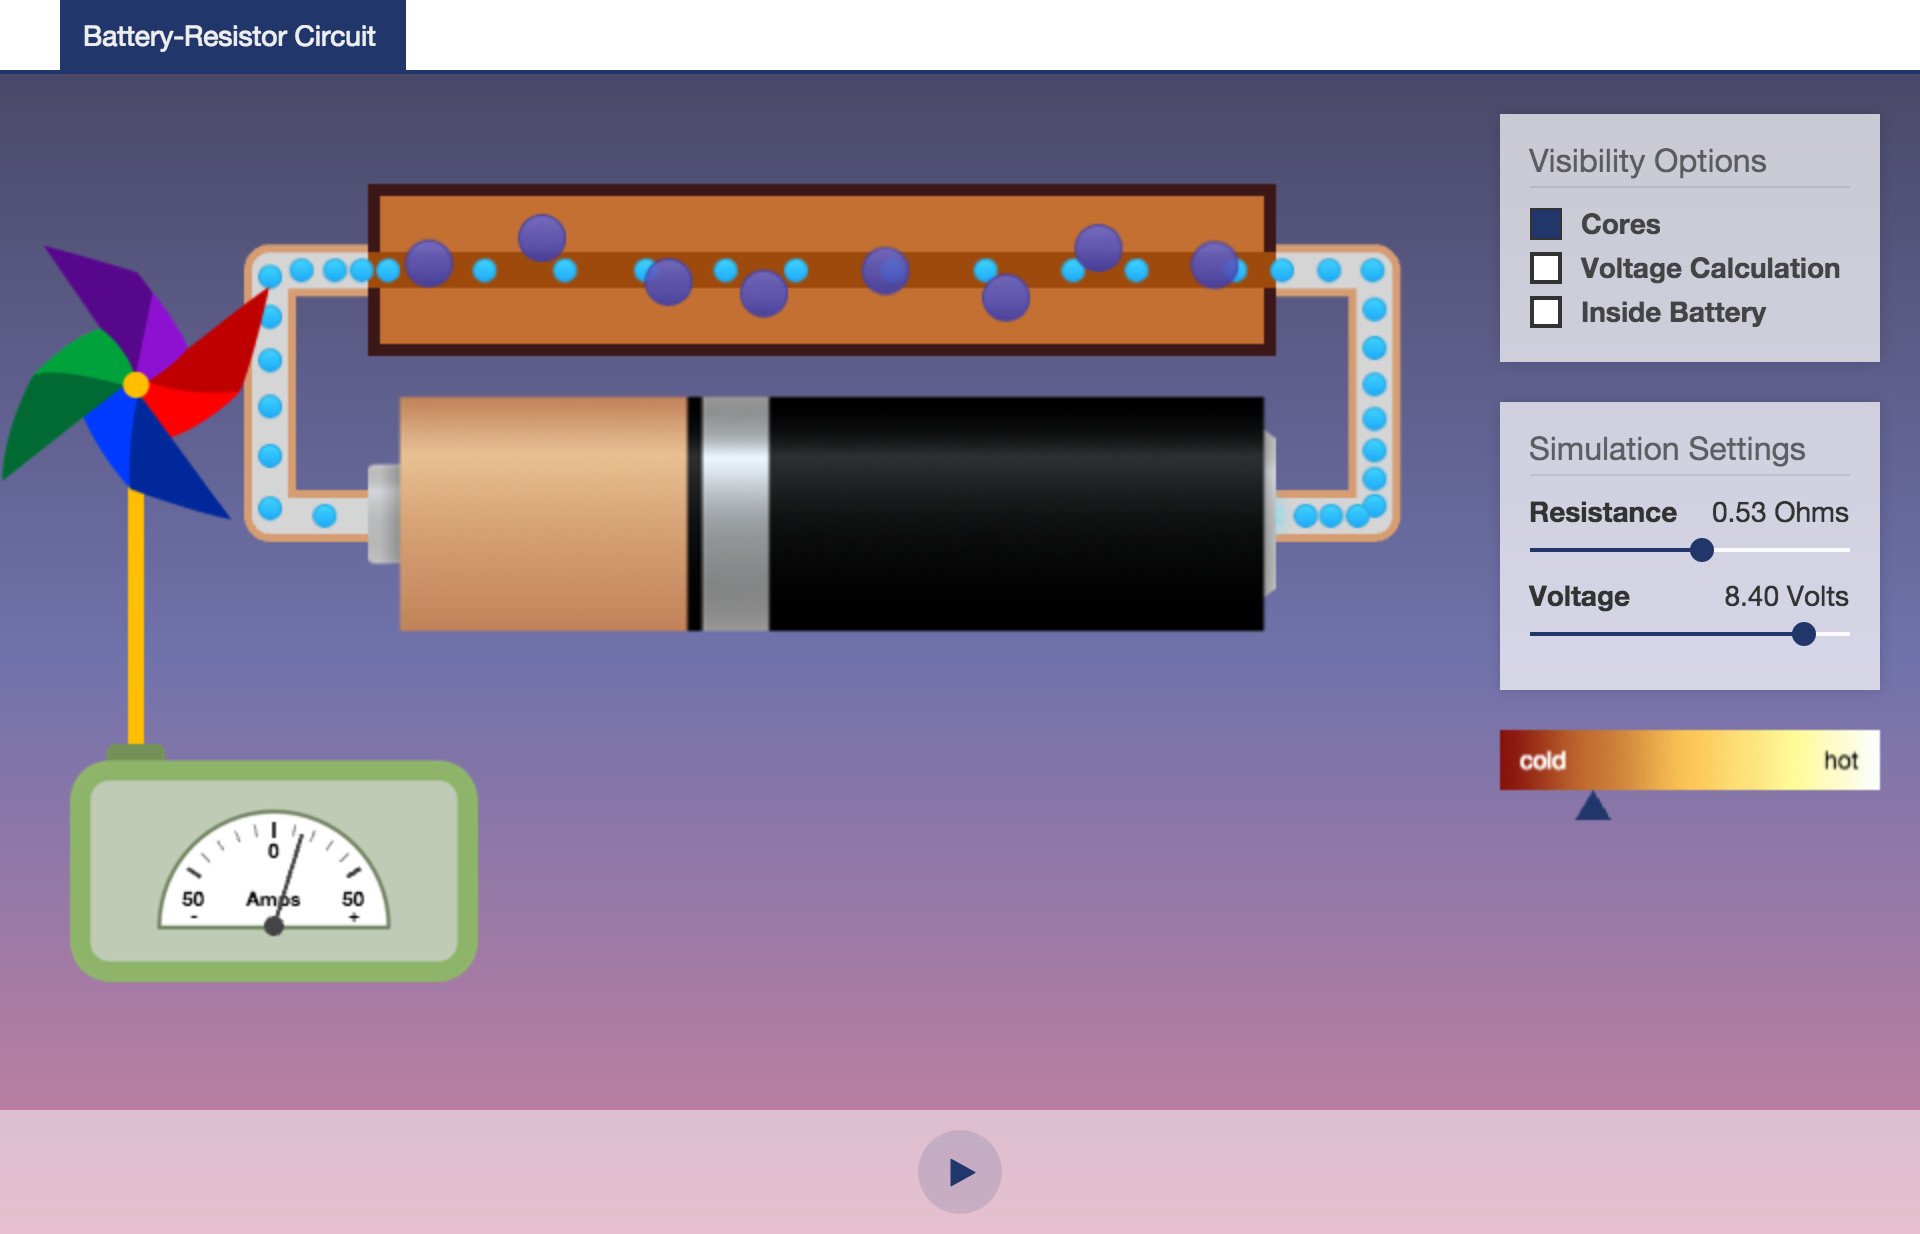 Battery-Resistor Circuit
Visibility Options
Cores
Voltage Calculation
Inside Battery
Simulation Settings
Resistance 0.53 Ohms
Voltage 8.40 Volts
cold hot
0
50 Amps 50
- +